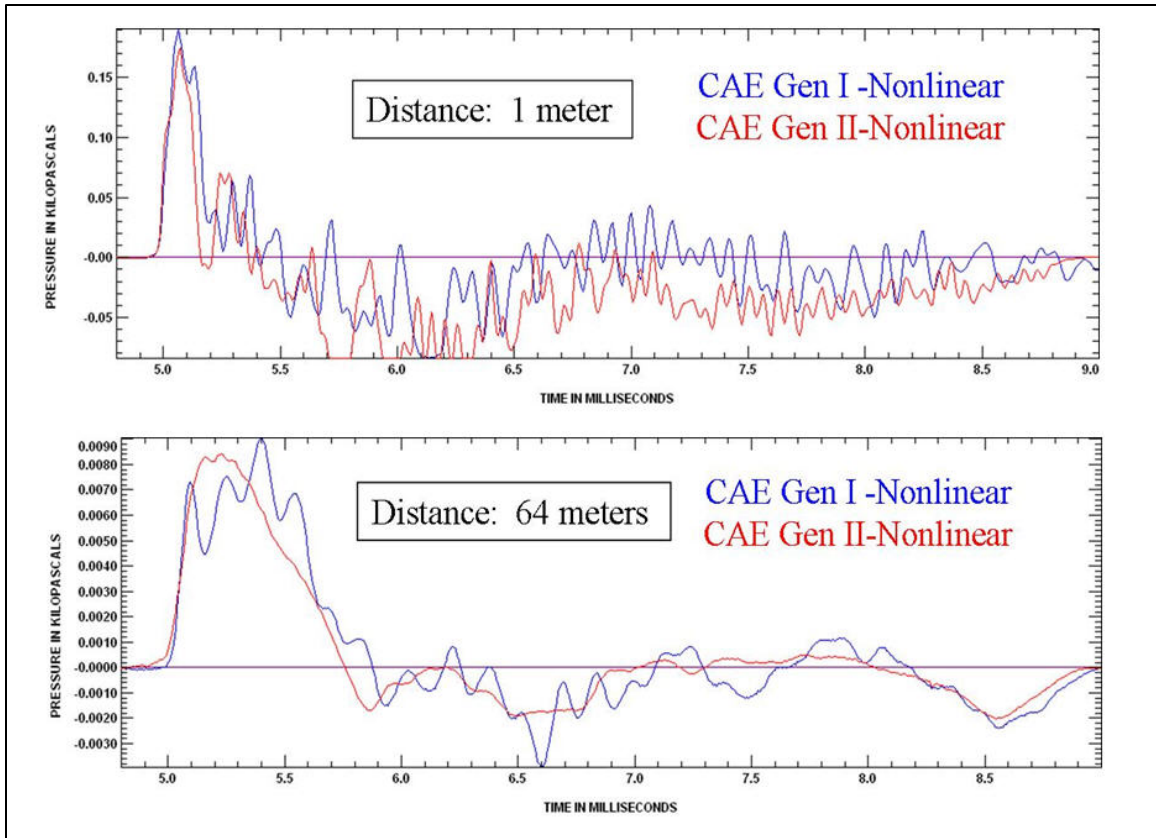 Distance: 1 meter
CAE Gen I -Nonlinear
CAE Gen II-Nonlinear
PRESSURE IN KILOPASCALS
0.15
0.10
0.05
-0.00
-0.05
5.0 5.5 6.0 6.5 7.0 7.5 8.0 8.5 9.0
TIME IN MILLISECONDS
Distance: 64 meters
CAE Gen I -Nonlinear
CAE Gen II-Nonlinear
PRESSURE IN KILOPASCALS
0.0090
0.0080
0.0070
0.0060
0.0050
0.0040
0.0030
0.0020
0.0010
-0.0000
-0.0010
-0.0020
-0.0030
5.0 5.5 6.0 6.5 7.0 7.5 8.0 8.5
TIME IN MILLISECONDS